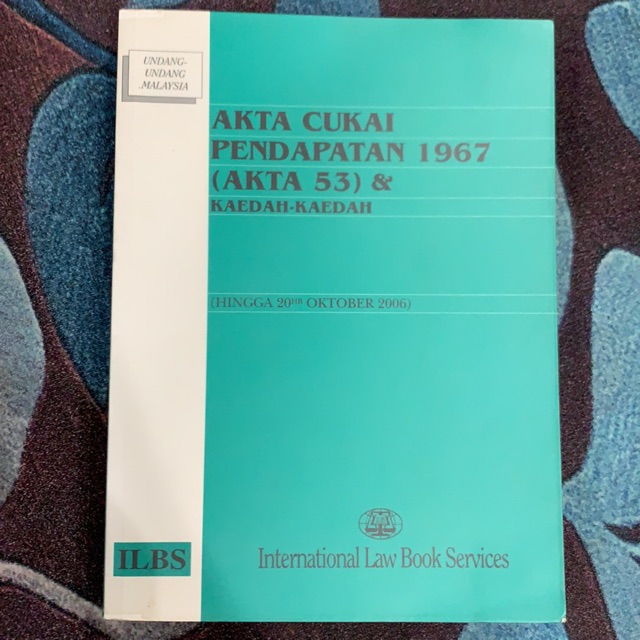 UNDANG-
UNDANG
.MALAYSIA
AKTA CUKAI
PENDAPATAN 1967
(AKTA 53) &
KAEDAH-KAEDAH
(HINGGA 20HB OKTOBER 2006)
ILBS
International Law Book Services